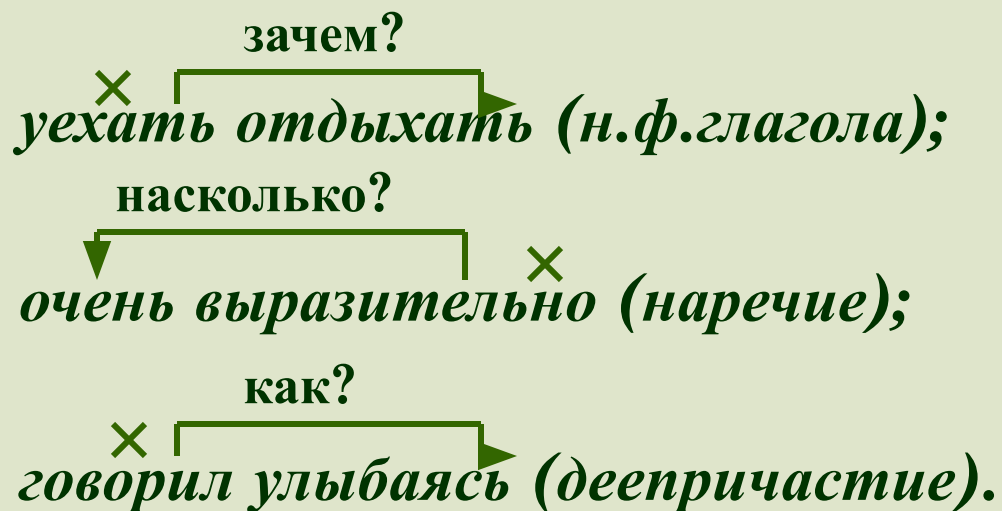 зачем?
уехать отдыхать (н.ф.глагола);
насколько?
очень выразительно (наречие);
как?
говорил улыбаясь (деепричастие).